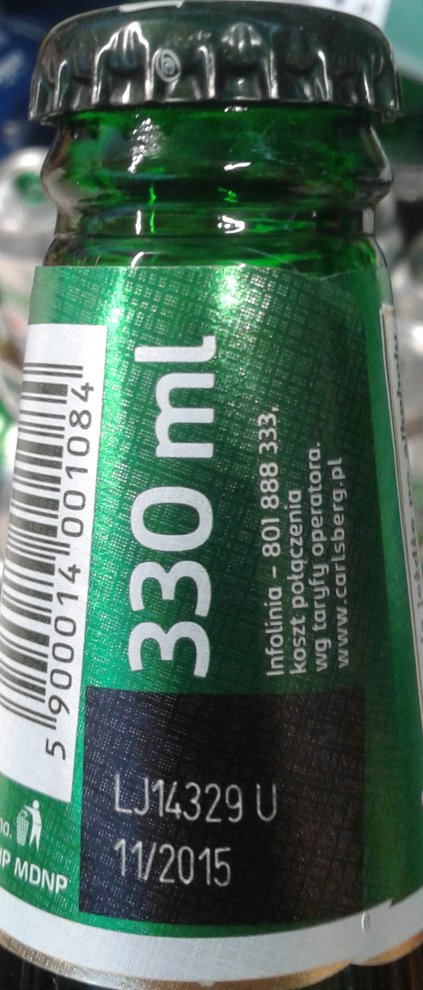 5 900014 001084
330 ml
Infolinia – 801 888 333,
koszt połączenia
wg taryfy operatora.
www.carlsberg.pl
LJ14329 U
11/2015
MDNP